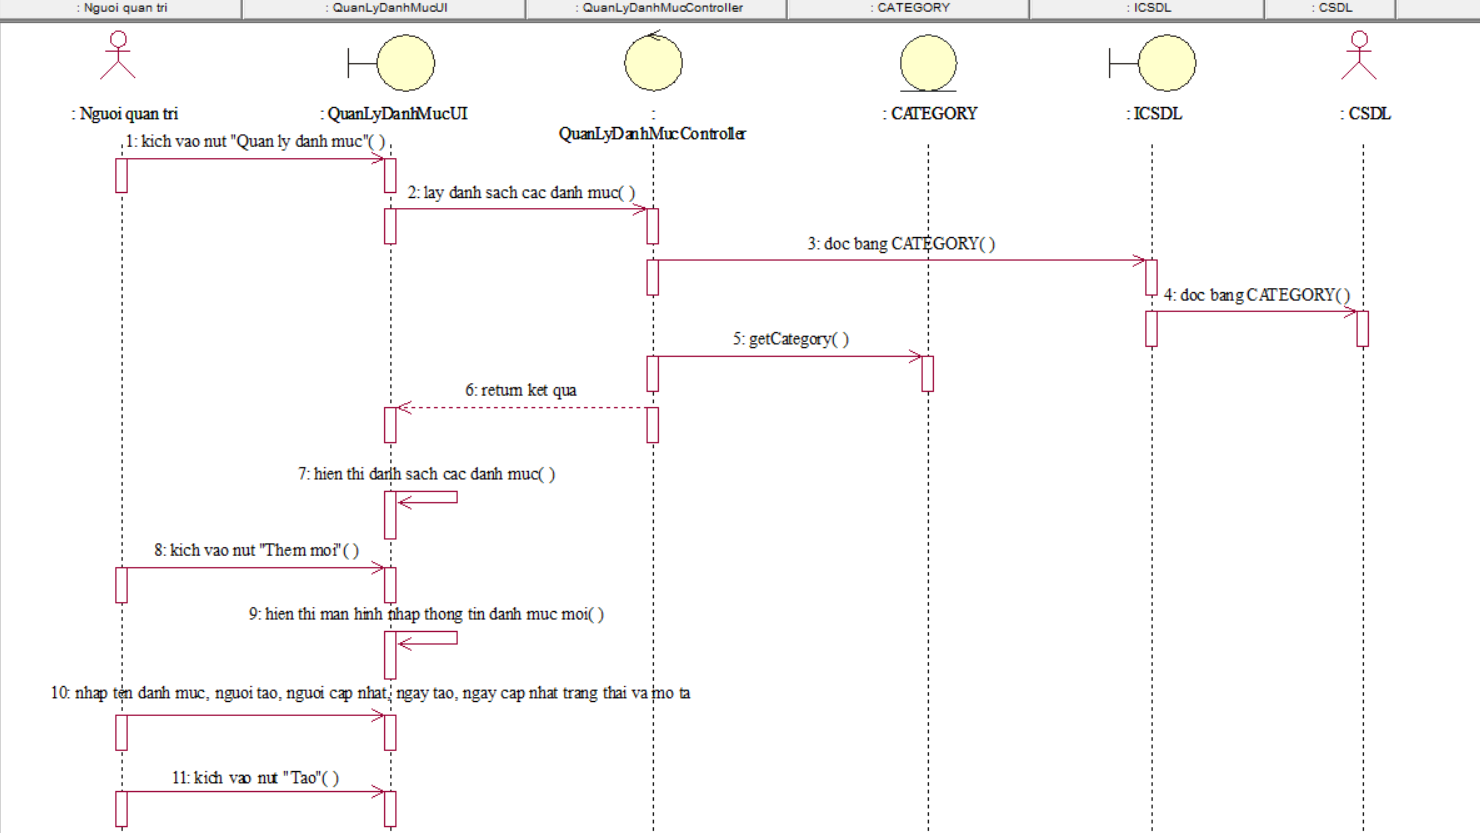 : Nguoi quan tri
: QuanLyDanhMucUI
: QuanLyDanhMucController
: CATEGORY
: ICSDL
: CSDL
: Nguoi quan tri
: QuanLyDanhMucUI
:
QuanLyDanhMucController
: CATEGORY
: ICSDL
: CSDL
1: kich vao nut "Quan ly danh muc"( )
2: lay danh sach cac danh muc( )
3: doc bang CATEGORY( )
4: doc bang CATEGORY( )
5: getCategory( )
6: return ket qua
7: hien thi danh sach cac danh muc( )
8: kich vao nut "Them moi"( )
9: hien thi man hinh nhap thong tin danh muc moi( )
10: nhap ten danh muc, nguoi tao, nguoi cap nhat, ngay tao, ngay cap nhat trang thai va mo ta
11: kich vao nut "Tao"( )